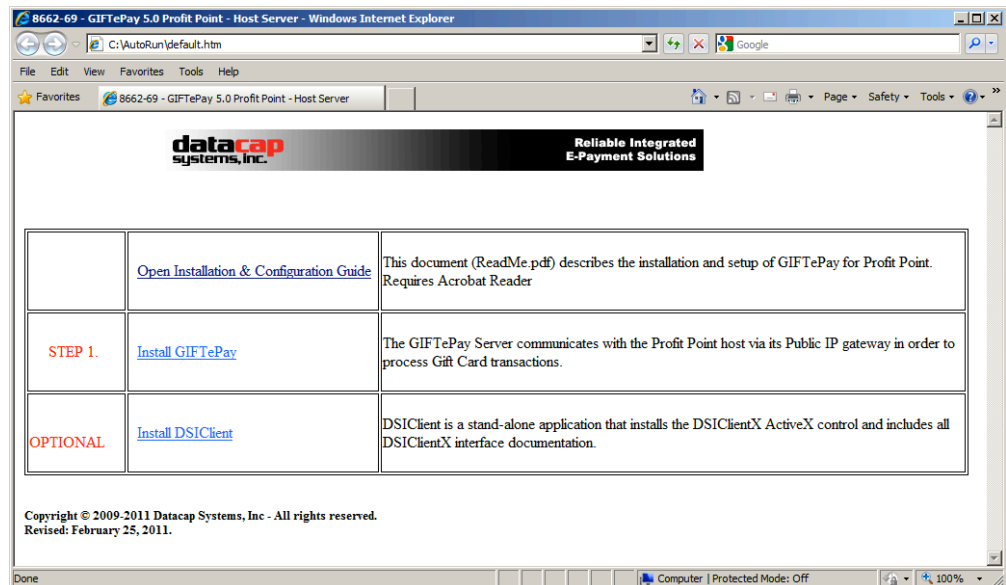 8662-69 - GIFTePay 5.0 Profit Point - Host Server - Windows Internet Explorer
C:\AutoRun\default.htm
Google
File Edit View Favorites Tools Help
Favorites
8662-69 - GIFTePay 5.0 Profit Point - Host Server
Page Safety Tools
datacap
systems, inc.
Reliable Integrated
E-Payment Solutions
Open Installation & Configuration Guide
This document (ReadMe.pdf) describes the installation and setup of GIFTePay for Profit Point.
Requires Acrobat Reader
STEP 1.
Install GIFTePay
The GIFTePay Server communicates with the Profit Point host via its Public IP gateway in order to
process Gift Card transactions.
OPTIONAL
Install DSIClient
DSIClient is a stand-alone application that installs the DSIClientX ActiveX control and includes all
DSIClientX interface documentation.
Copyright © 2009-2011 Datacap Systems, Inc - All rights reserved.
Revised: February 25, 2011.
Done
Computer | Protected Mode: Off
100%